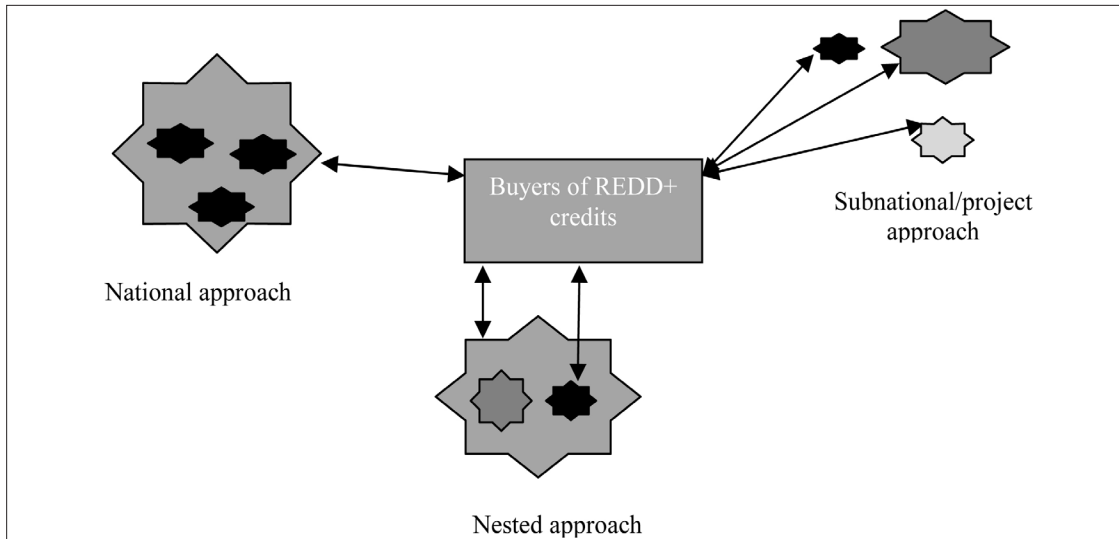 Buyers of REDD+
credits
Subnational/project
approach
National approach
Nested approach